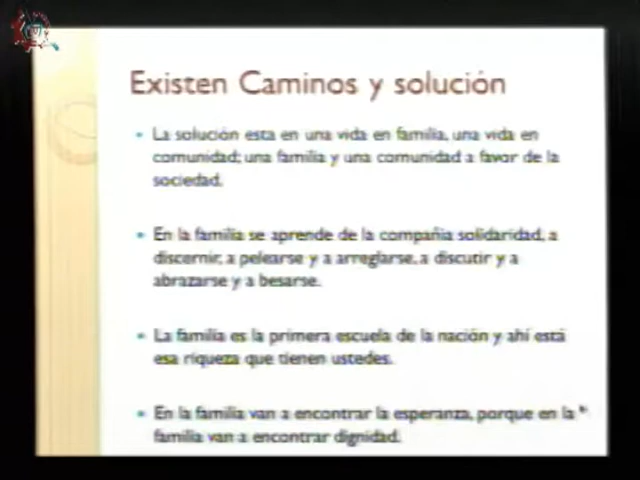 Existen Caminos y solución
La solución esta en una vida en familia, una vida en
comunidad; una familia y una comunidad a favor de la
sociedad.
En la familia se aprende de la compañia solidaridad, a
discernir, a pelearse y a arreglarse, a discutir y a
abrazarse y a besarse.
La familia es la primera escuela de la nación y ahí está
esa riqueza que tienen ustedes.
En la familia van a encontrar la esperanza, porque en la
familia van a encontrar dignidad.